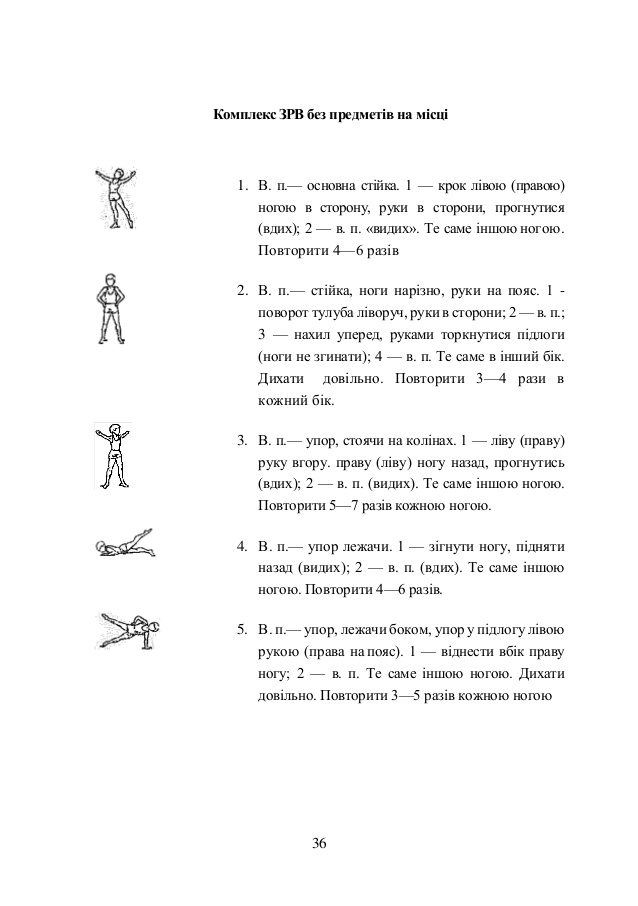 Комплекс ЗРВ без предметів на місці
1. В. п.— основна стійка. 1 — крок лівою (правою)
ногою в сторону, руки в сторони, прогнутися
(вдих); 2 — в. п. «видих». Те саме іншою ногою.
Повторити 4—6 разів
2. В. п.— стійка, ноги нарізно, руки на пояс. 1 -
поворот тулуба ліворуч, руки в сторони; 2 — в. п.;
3 — нахил уперед, руками торкнутися підлоги
(ноги не згинати); 4 — в. п. Те саме в інший бік.
Дихати довільно. Повторити 3—4 рази в
кожний бік.
3. В. п.— упор, стоячи на колінах. 1 — ліву (праву)
руку вгору. праву (ліву) ногу назад, прогнутись
(вдих); 2 — в. п. (видих). Те саме іншою ногою.
Повторити 5—7 разів кожною ногою.
4. В. п.— упор лежачи. 1 — зігнути ногу, підняти
назад (видих); 2 — в. п. (вдих). Те саме іншою
ногою. Повторити 4—6 разів.
5. В. п.— упор, лежачи боком, упор у підлогу лівою
рукою (права на пояс). 1 — віднести вбік праву
ногу; 2 — в. п. Те саме іншою ногою. Дихати
довільно. Повторити 3—5 разів кожною ногою
36